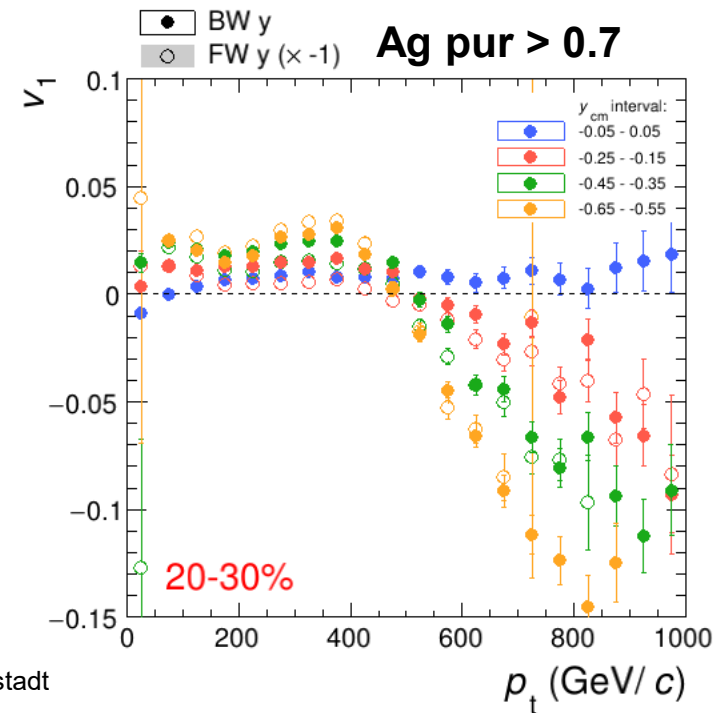 BW y
FW y (× -1)
Ag pur > 0.7
v1
0.1
0.05
0
−0.05
−0.1
−0.15
y cm interval:
-0.05 - 0.05
-0.25 - -0.15
-0.45 - -0.35
-0.65 - -0.55
20-30%
0 200 400 600 800 1000
stadt
pt (GeV/ c)